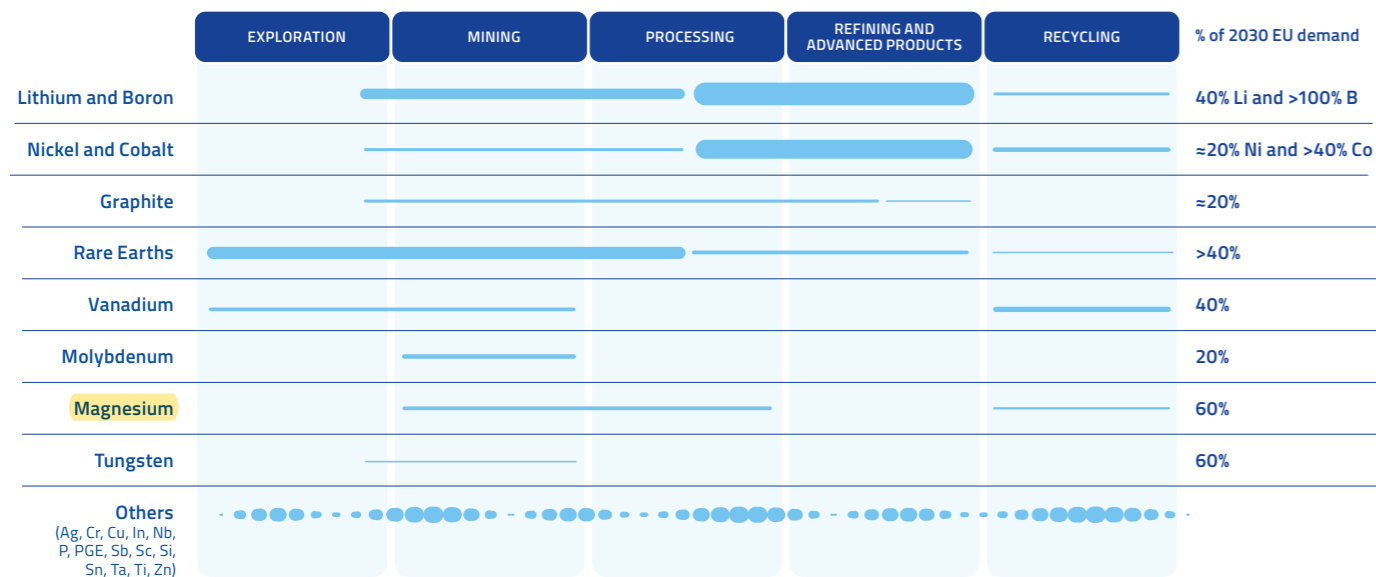 EXPLORATION
MINING
PROCESSING
REFINING AND
ADVANCED PRODUCTS
RECYCLING
% of 2030 EU demand
Lithium and Boron
40% Li and >100% B
Nickel and Cobalt
≈20% Ni and >40% Co
Graphite
≈20%
Rare Earths
>40%
Vanadium
40%
Molybdenum
20%
Magnesium
60%
Tungsten
60%
Others
(Ag, Cr, Cu, In, Nb,
P, PGE, Sb, Sc, Si,
Sn, Ta, Ti, Zn)